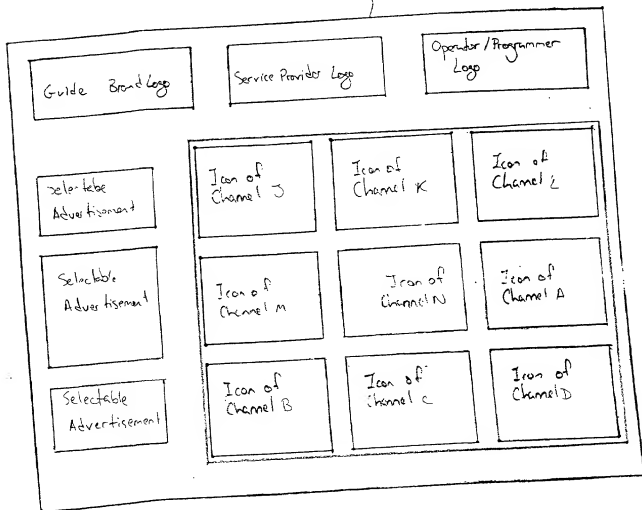 Guide Brand Logo
Service Provider Logo
Operator/Programmer
Logo
Selectable
Advertisement
Icon of
Channel J
Icon of
Channel K
Icon of
Channel L
Selectable
Advertisement
Icon of
Channel M
Icon of
Channel N
Icon of
Channel A
Selectable
Advertisement
Icon of
Channel B
Icon of
Channel C
Icon of
Channel D